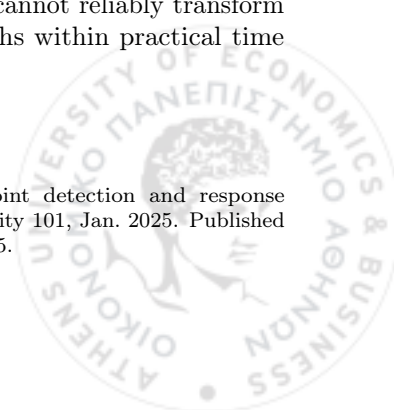 cannot reliably transform
hs within practical time
oint detection and response
ity 101, Jan. 2025. Published
5.
ATHENS UNIVERSITY OF ECONOMICS & BUSINESS
ΟΙΚΟΝΟΜΙΚΟ ΠΑΝΕΠΙΣΤΗΜΙΟ ΑΘΗΝΩΝ